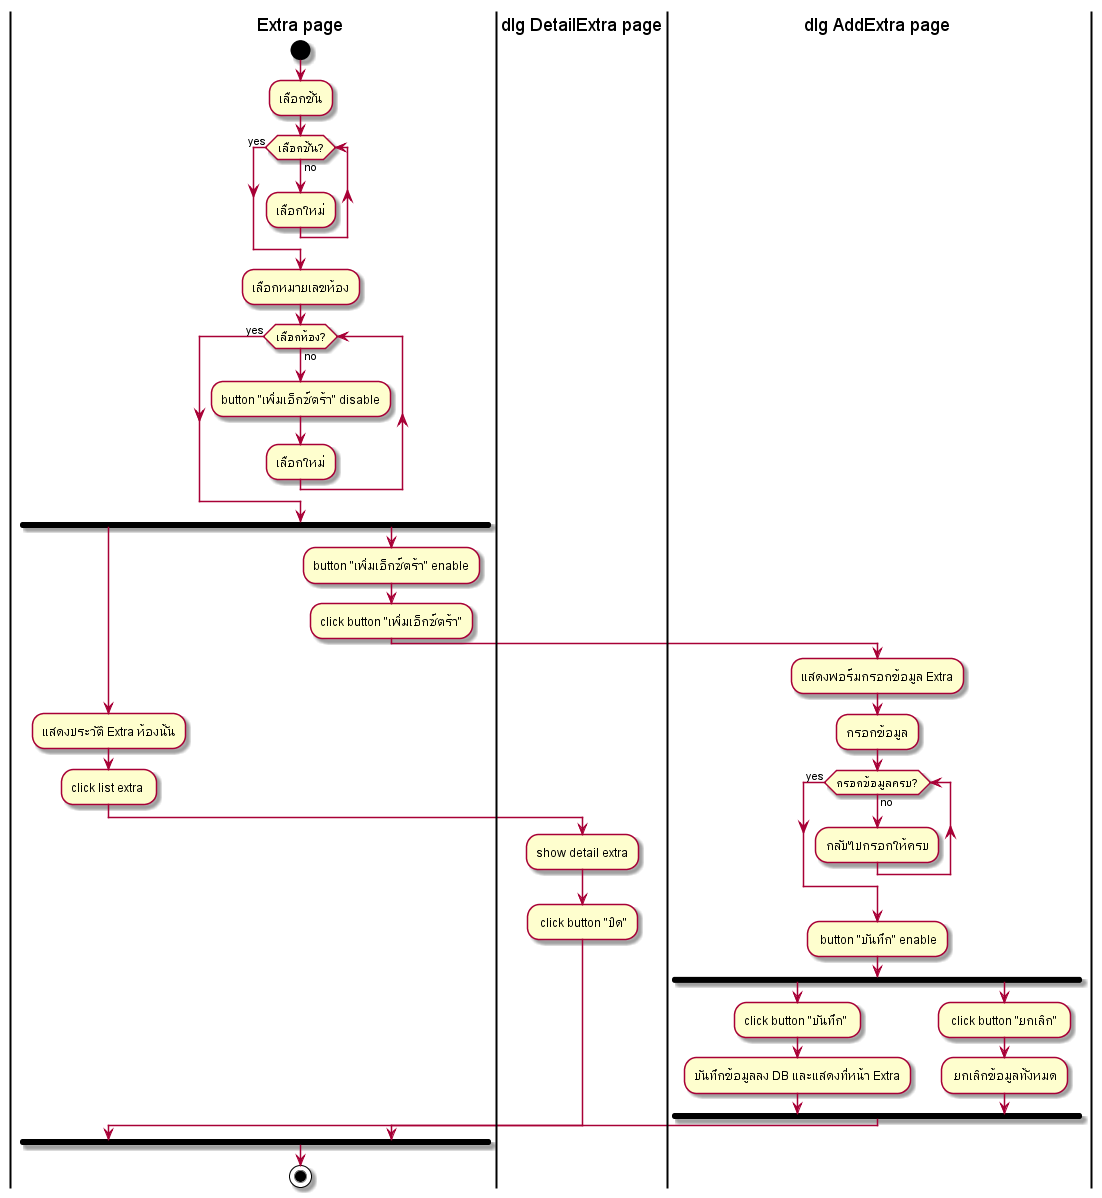 Extra page
dlg DetailExtra page
dlg AddExtra page
เลือกชั้น
yes
เลือกชั้น?
no
เลือกใหม่
เลือกหมายเลขห้อง
yes
เลือกห้อง?
no
button "เพิ่มเอ็กซ์ตร้า" disable
เลือกใหม่
button "เพิ่มเอ็กซ์ตร้า" enable
click button "เพิ่มเอ็กซ์ตร้า"
แสดงฟอร์มกรอกข้อมูล Extra
กรอกข้อมูล
แสดงประวัติ Extra ห้องนั้น
click list extra
yes
กรอกข้อมูลครบ?
no
กลับไปกรอกให้ครบ
show detail extra
click button "ปิด"
button "บันทึก" enable
click button "บันทึก"
click button "ยกเลิก"
บันทึกข้อมูลลง DB และแสดงที่หน้า Extra
ยกเลิกข้อมูลทั้งหมด